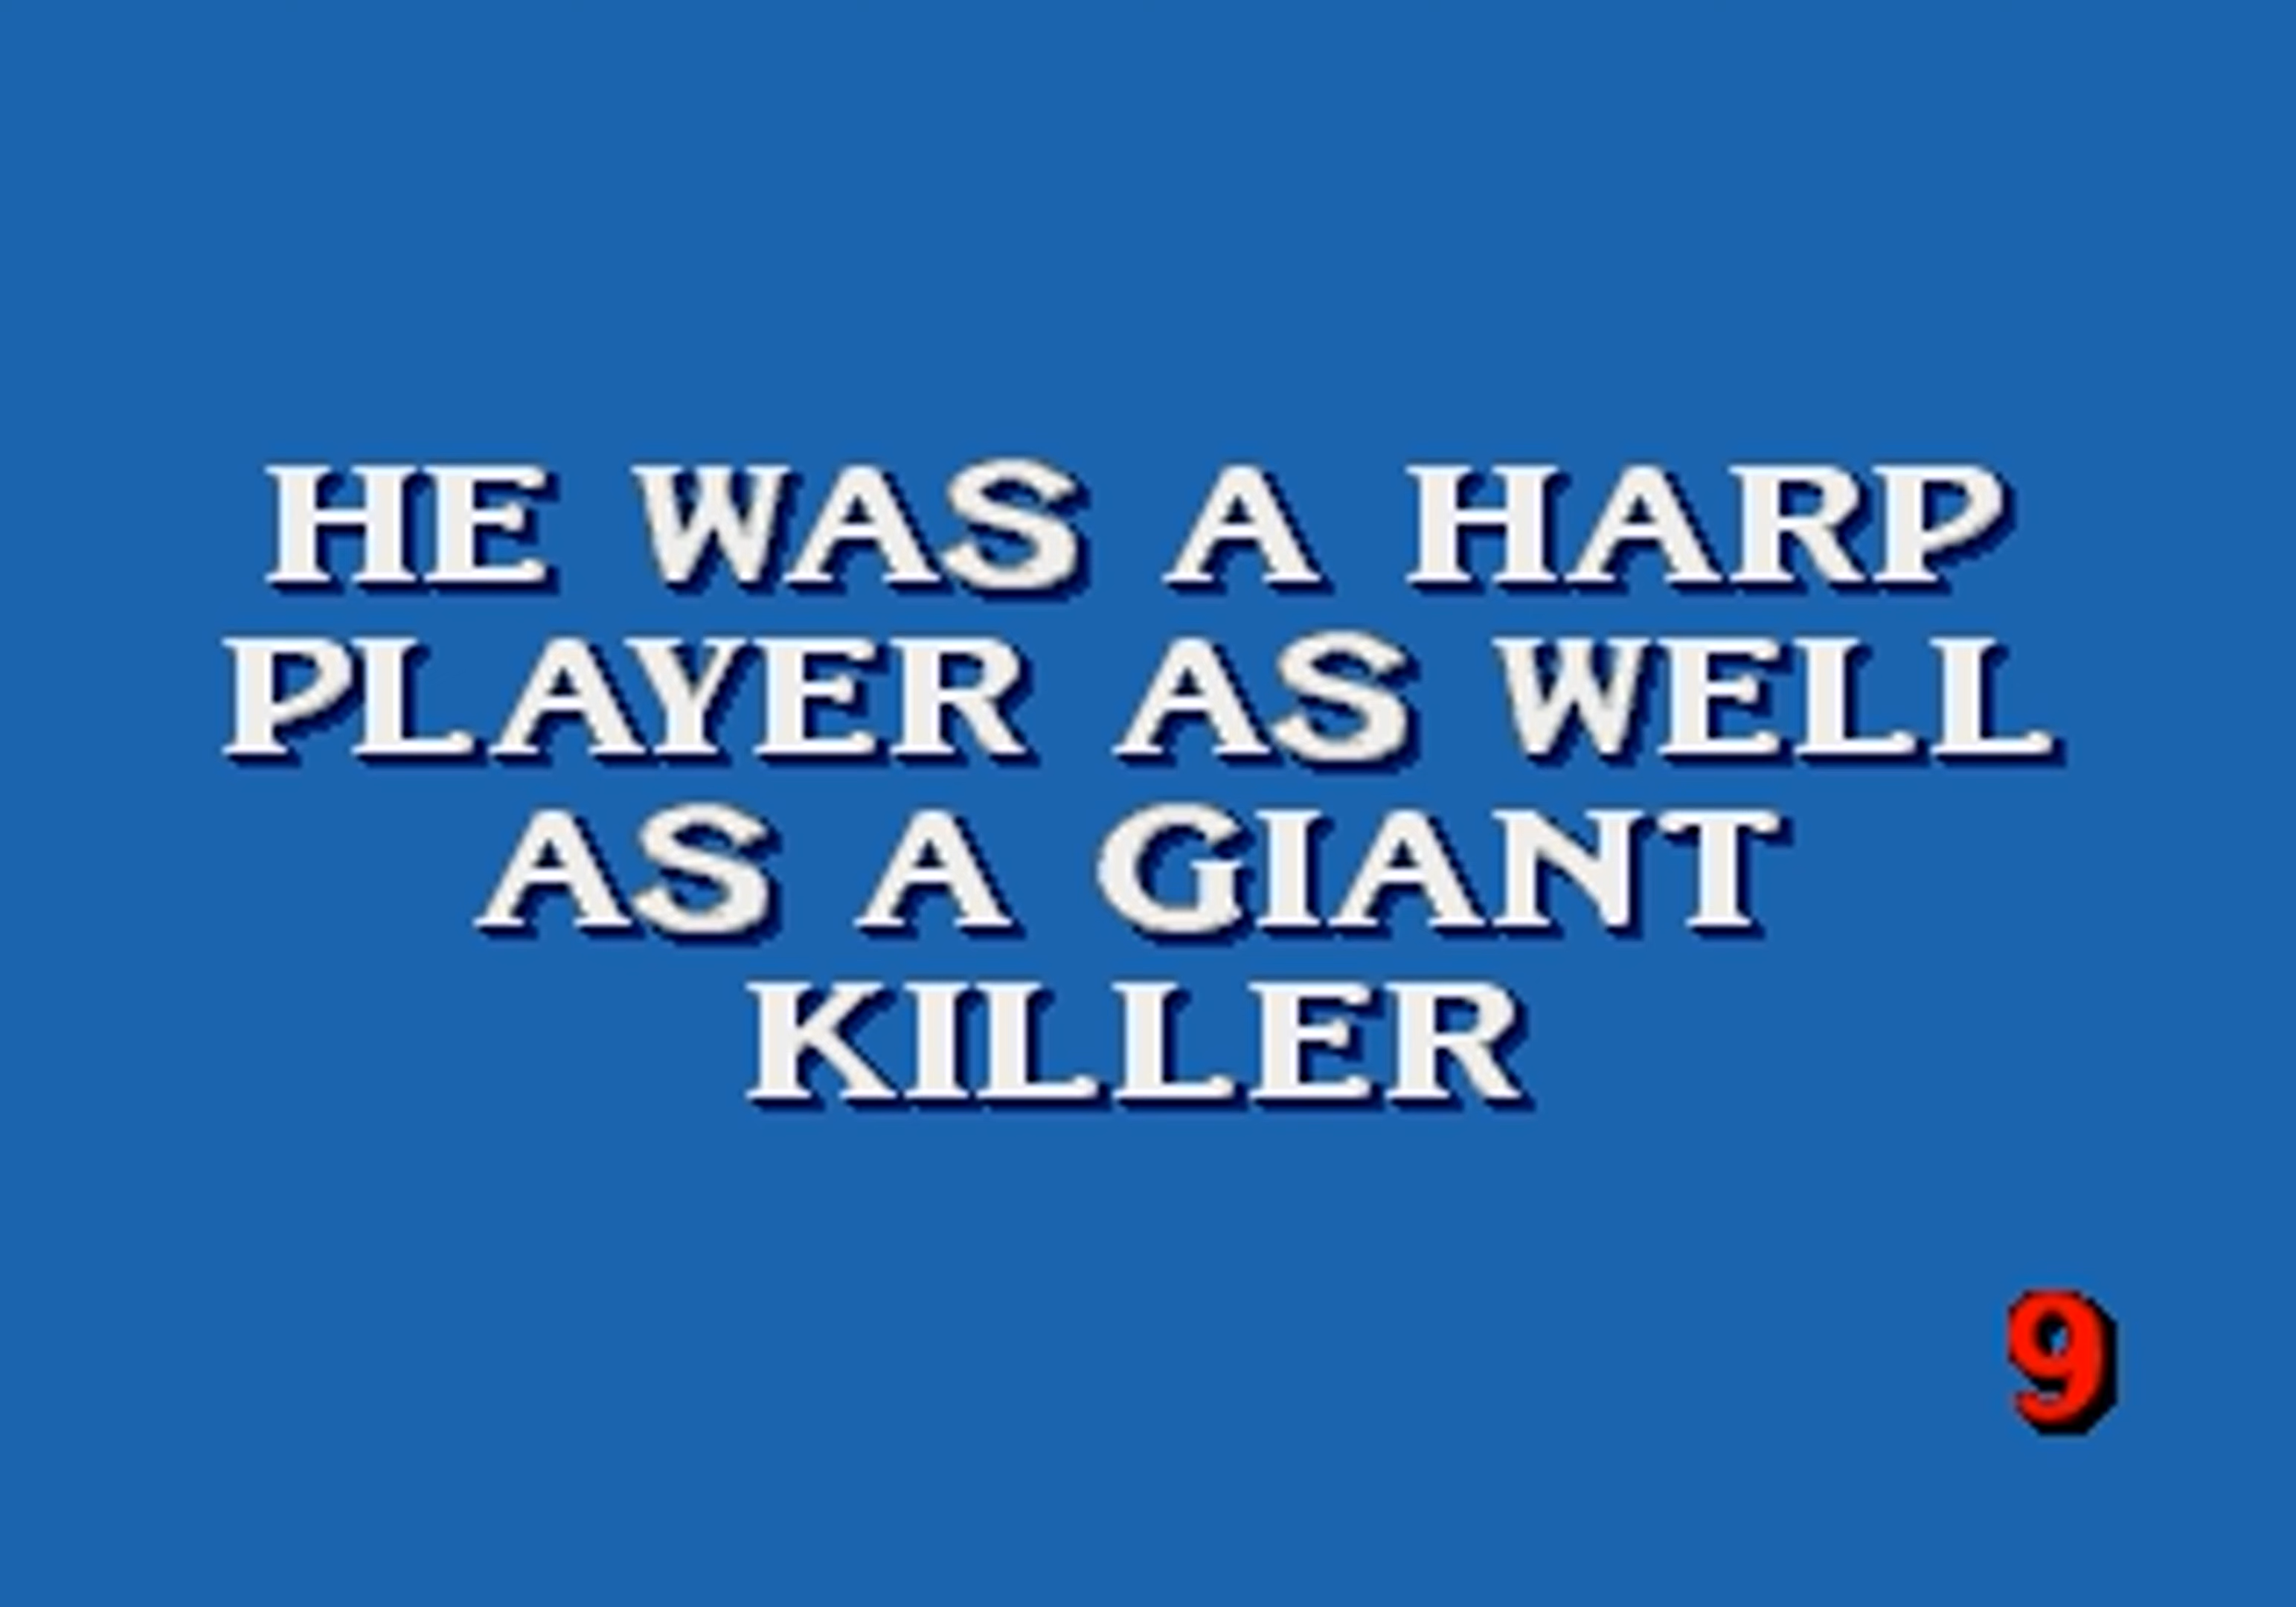 HE WAS A HARP
PLAYER AS WELL
AS A GIANT
KILLER
9